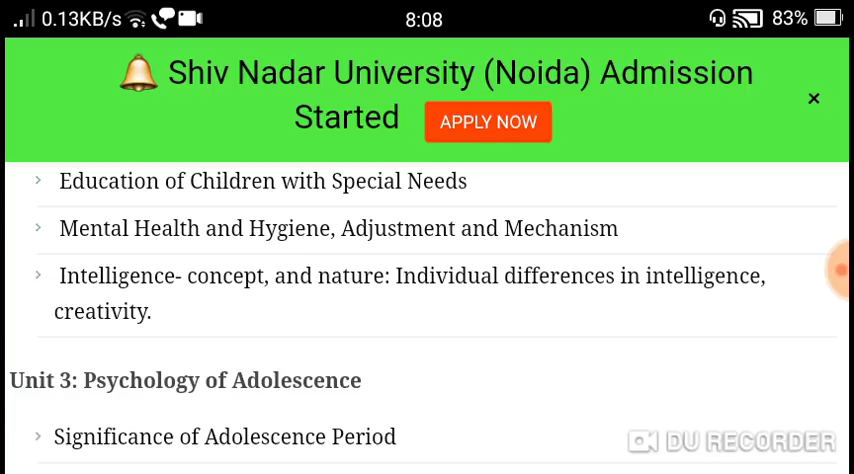 0.13KB/s 8:08 83%
Shiv Nadar University (Noida) Admission
Started APPLY NOW
×
Education of Children with Special Needs
Mental Health and Hygiene, Adjustment and Mechanism
Intelligence- concept, and nature: Individual differences in intelligence,
creativity.
Unit 3: Psychology of Adolescence
Significance of Adolescence Period
DU RECORDER